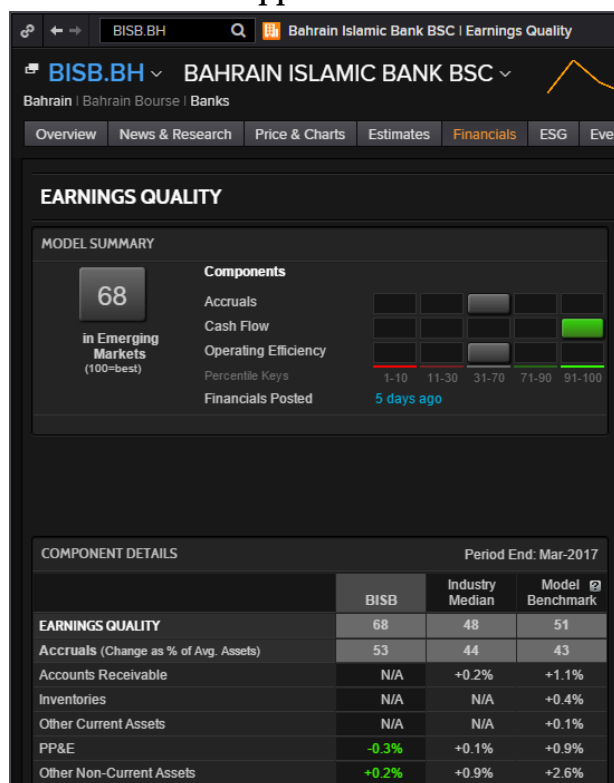 BISB.BH Bahrain Islamic Bank BSC | Earnings Quality
BISB.BH BAHRAIN ISLAMIC BANK BSC
Bahrain | Bahrain Bourse | Banks
Overview News & Research Price & Charts Estimates Financials ESG Eve
EARNINGS QUALITY
MODEL SUMMARY
68
in Emerging
Markets
(100=best)
Components
Accruals
Cash Flow
Operating Efficiency
Percentile Keys 1-10 11-30 31-70 71-90 91-100
Financials Posted 5 days ago
COMPONENT DETAILS Period End: Mar-2017
BISB Industry Median Model Benchmark
EARNINGS QUALITY 68 48 51
Accruals (Change as % of Avg. Assets) 53 44 43
Accounts Receivable N/A +0.2% +1.1%
Inventories N/A N/A +0.4%
Other Current Assets N/A N/A +0.1%
PP&E -0.3% +0.1% +0.9%
Other Non-Current Assets +0.2% +0.9% +2.6%